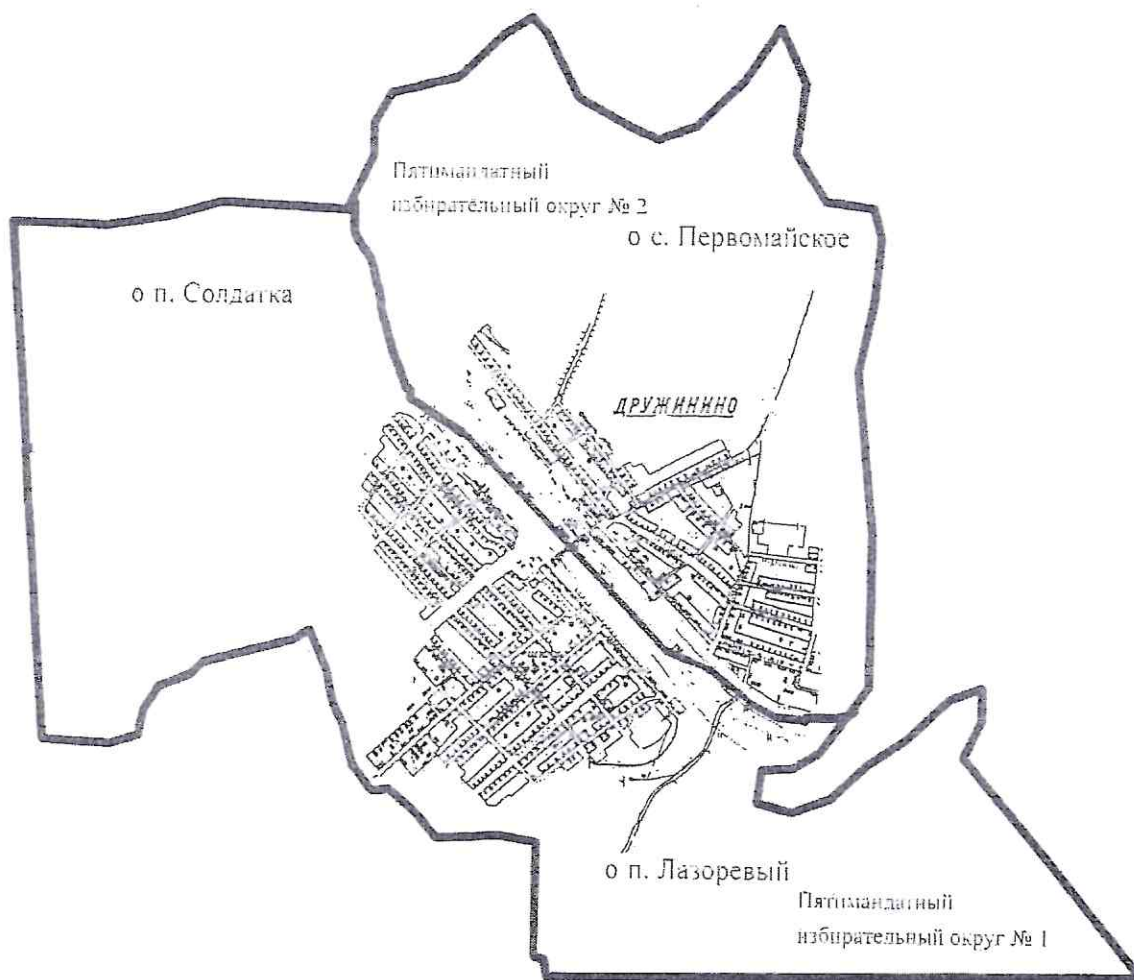 Пятимандатный
избирательный округ № 2
о с. Первомайское
о п. Солдатка
ДРУЖИНИНО
о п. Лазоревый
Пятимандатный
избирательный округ № 1